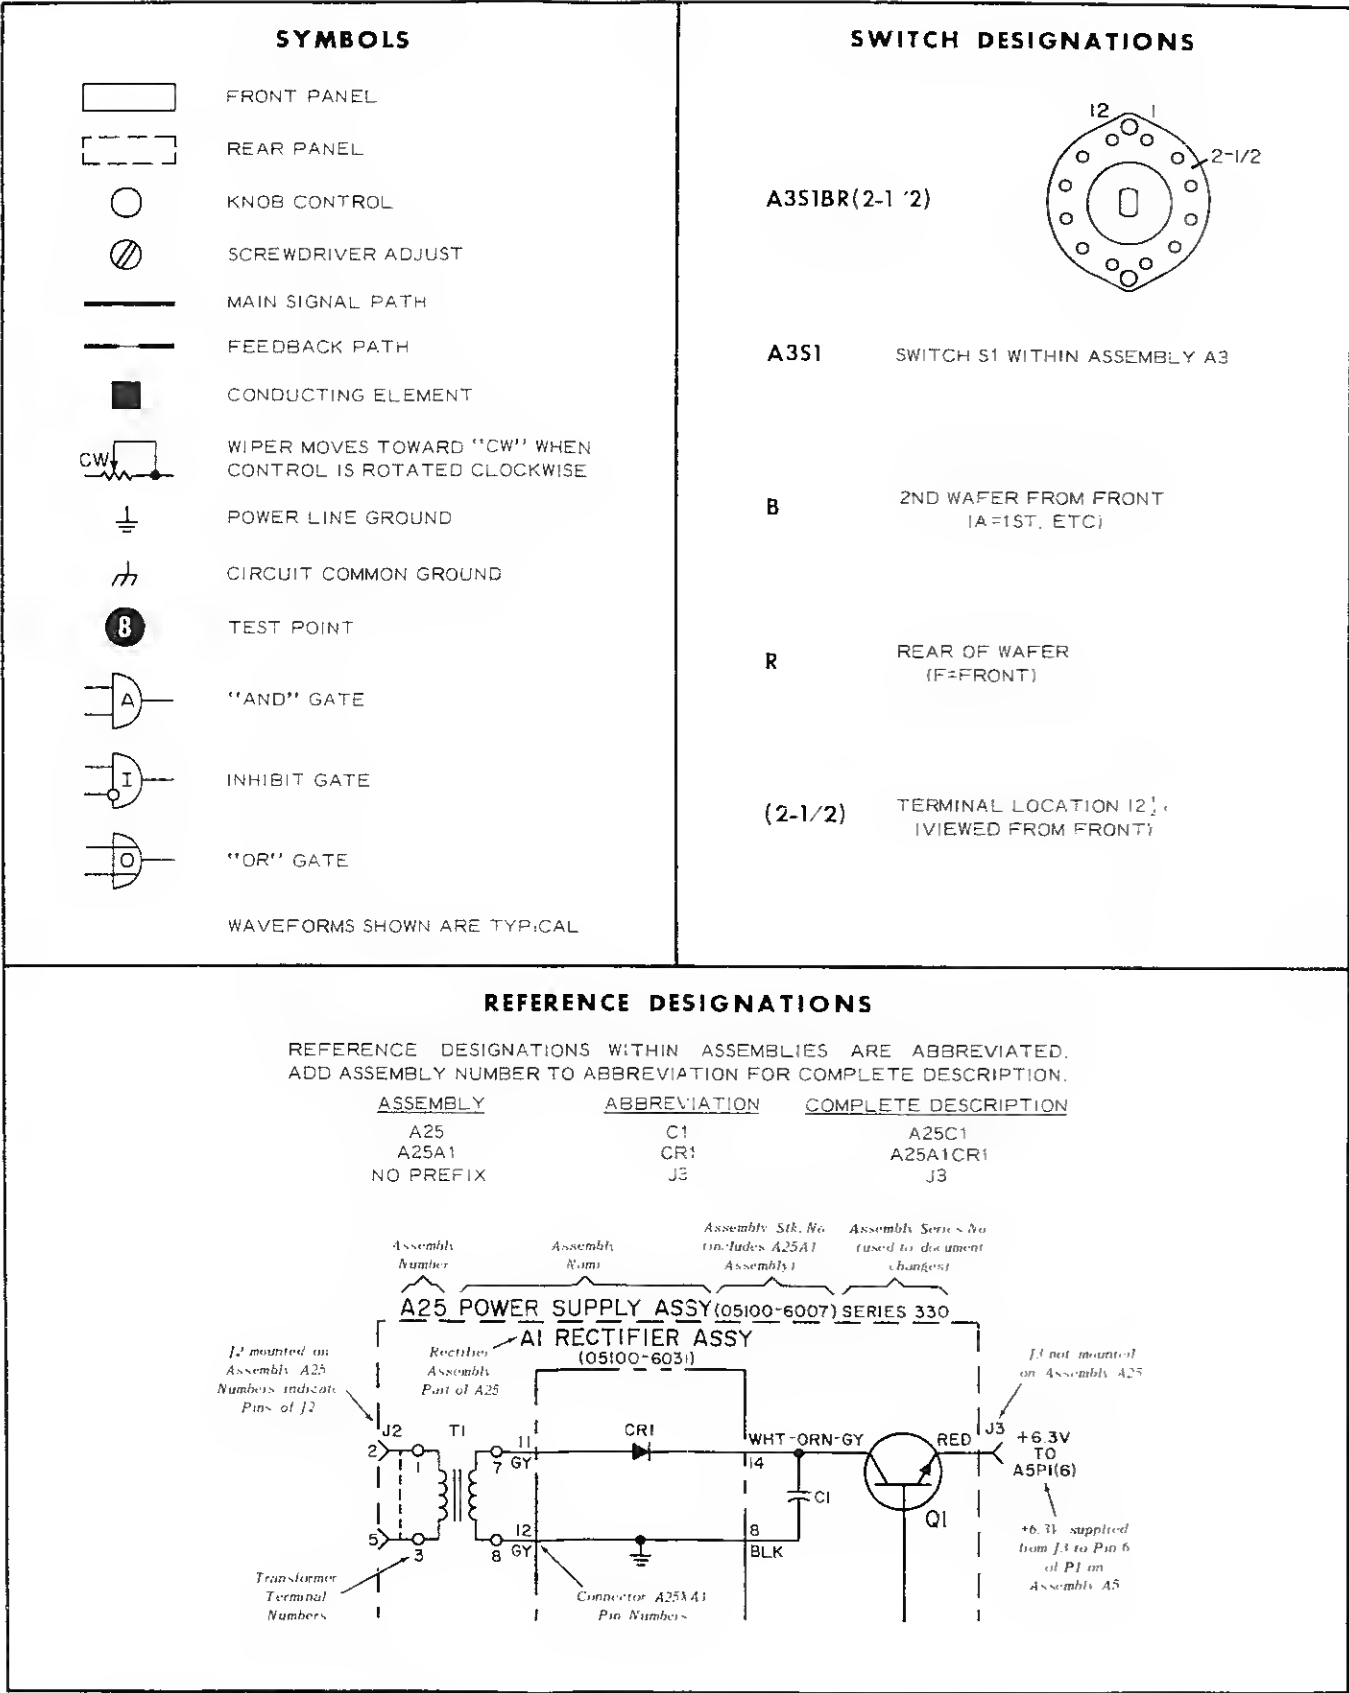 SYMBOLS
FRONT PANEL
REAR PANEL
KNOB CONTROL
SCREWDRIVER ADJUST
MAIN SIGNAL PATH
FEEDBACK PATH
CONDUCTING ELEMENT
CW
WIPER MOVES TOWARD "CW" WHEN
CONTROL IS ROTATED CLOCKWISE
POWER LINE GROUND
CIRCUIT COMMON GROUND
8
TEST POINT
A
"AND" GATE
I
INHIBIT GATE
O
"OR" GATE
WAVEFORMS SHOWN ARE TYPICAL
SWITCH DESIGNATIONS
12 1
2-1/2
A3S1BR(2-1/2)
A3S1 SWITCH S1 WITHIN ASSEMBLY A3
B 2ND WAFER FROM FRONT
(A=1ST, ETC)
R REAR OF WAFER
(F=FRONT)
(2-1/2) TERMINAL LOCATION
(VIEWED FROM FRONT)
REFERENCE DESIGNATIONS
REFERENCE DESIGNATIONS WITHIN ASSEMBLIES ARE ABBREVIATED.
ADD ASSEMBLY NUMBER TO ABBREVIATION FOR COMPLETE DESCRIPTION.
ASSEMBLY ABBREVIATION COMPLETE DESCRIPTION
A25 C1 A25C1
A25A1 CR1 A25A1CR1
NO PREFIX J3 J3
Assembly
Number
Assembly
Name
Assembly Stk. No
(includes A25A1
Assembly)
Assembly Series No
(used to document
changes)
A25 POWER SUPPLY ASSY (05100-6007) SERIES 330
A1 RECTIFIER ASSY
(05100-6031)
J2 mounted on
Assembly A25
Numbers indicate
Pins of J2
Rectifier
Assembly
Part of A25
J3 not mounted
on Assembly A25
J2
T1
2
1
7
11
GY
CR1
WHT-ORN-GY
14
C1
Q1
RED
J3
+6.3V
TO
A5P1(6)
5
3
8
12
GY
8
BLK
Transformer
Terminal
Numbers
Connector A25XA1
Pin Numbers
+6.3V supplied
from J3 to Pin 6
of P1 on
Assembly A5